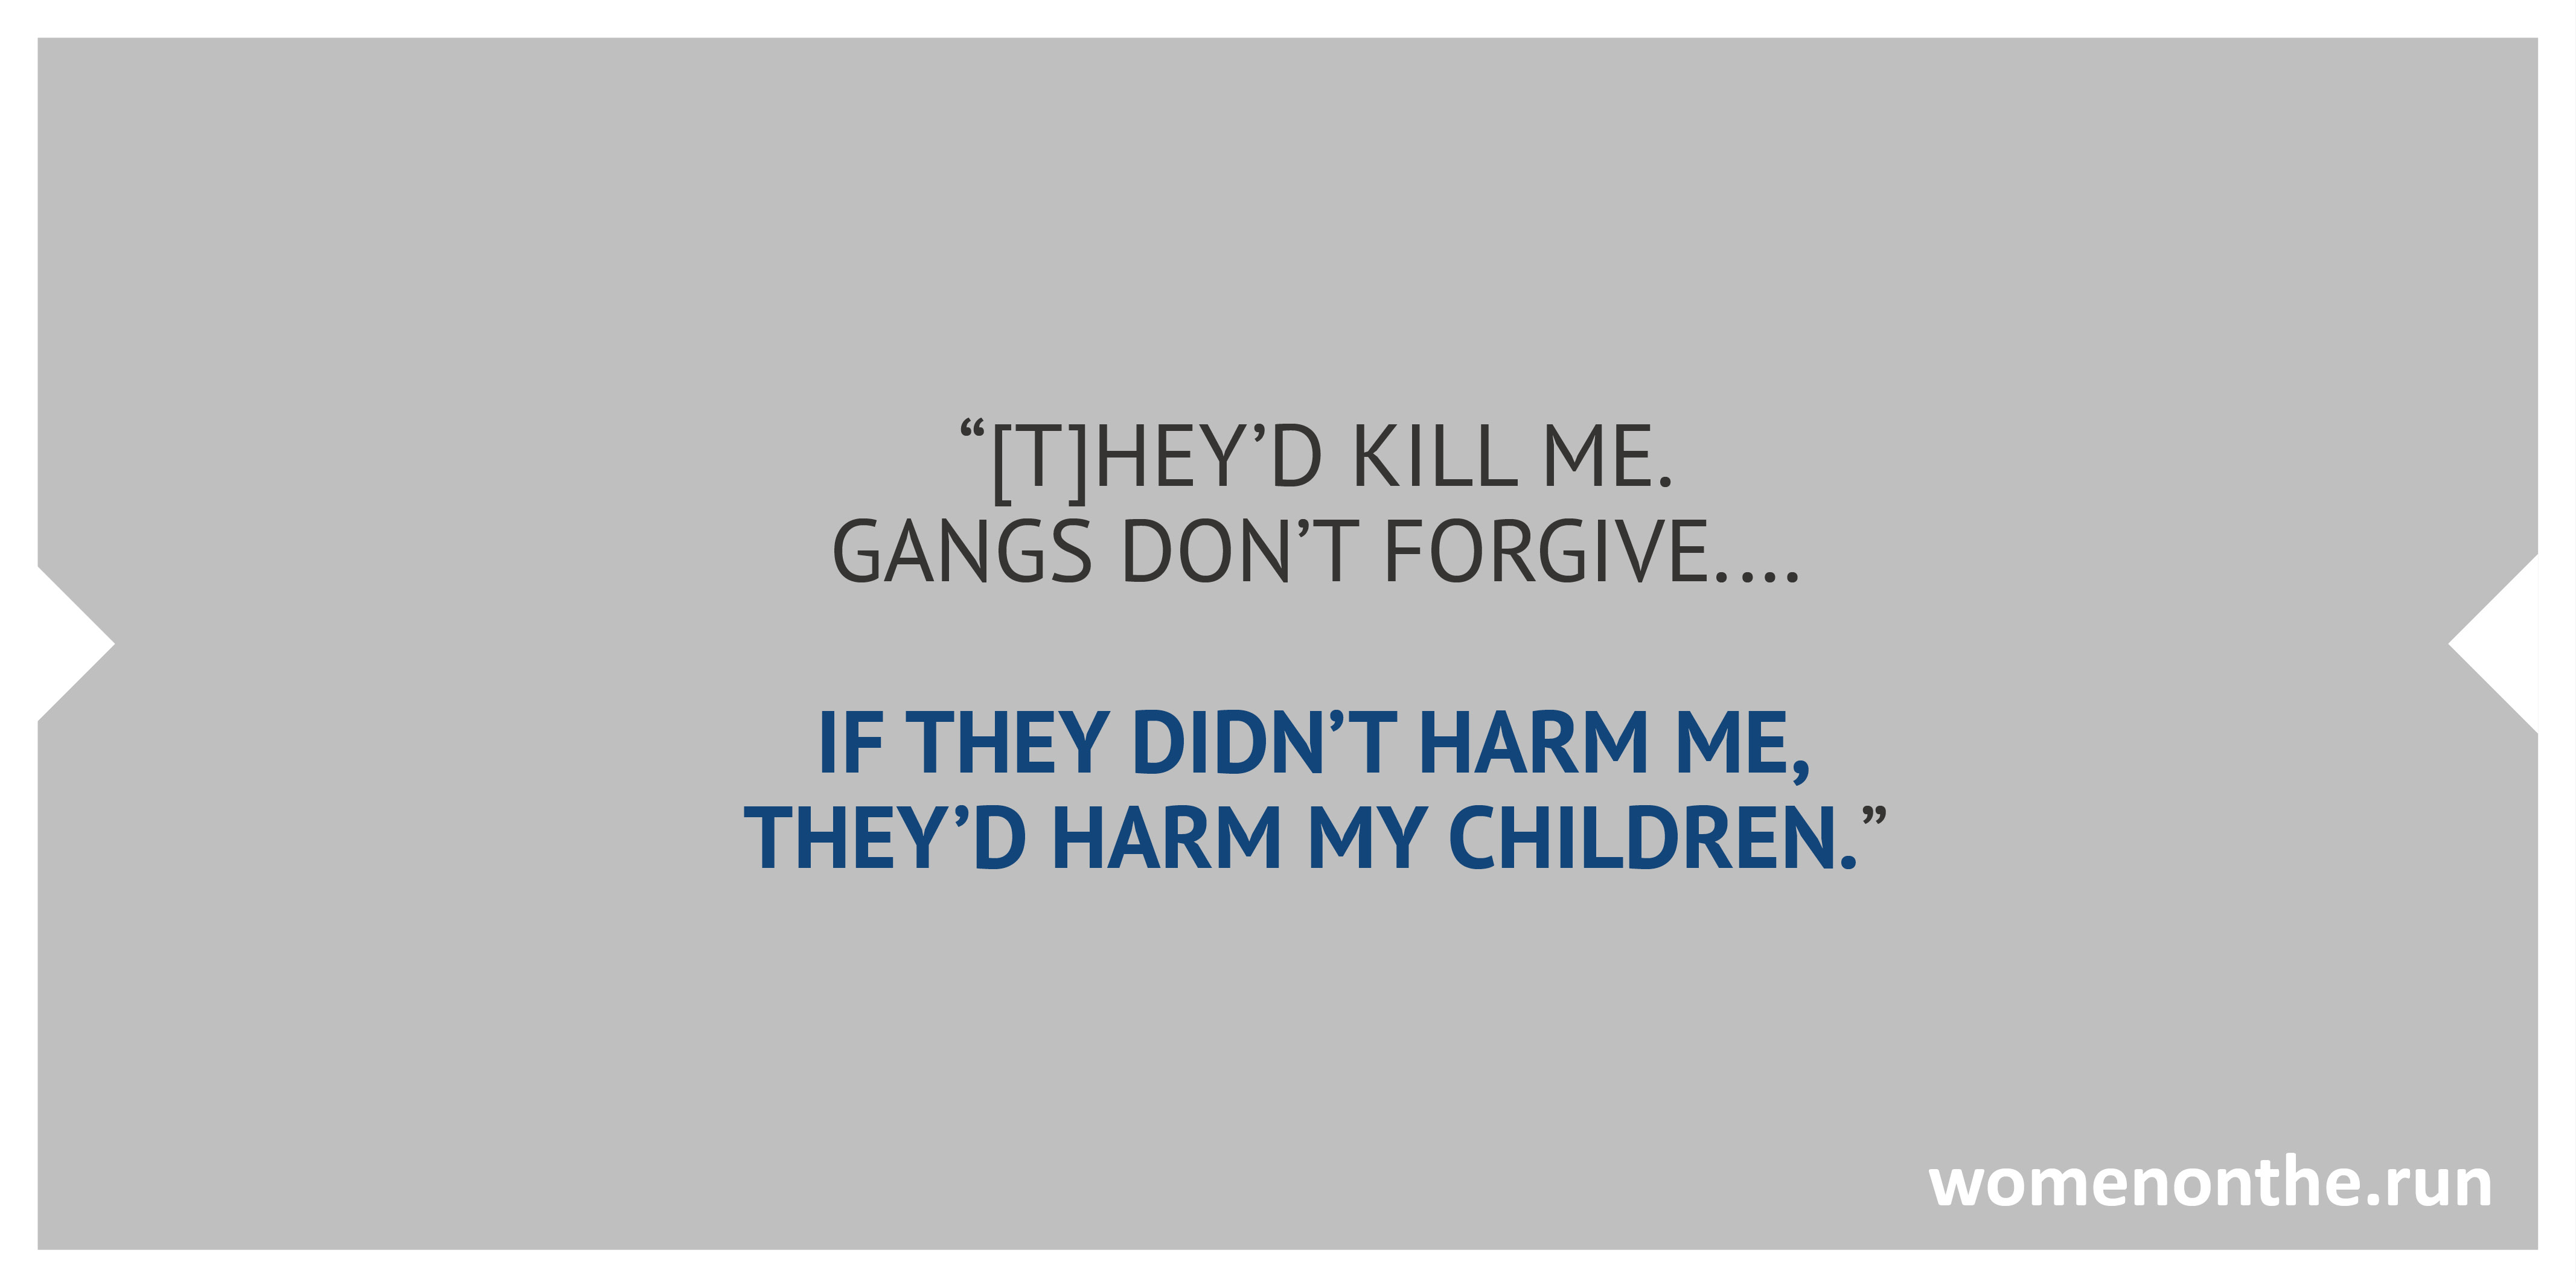 “[T]HEY’D KILL ME.
GANGS DON’T FORGIVE....
IF THEY DIDN’T HARM ME,
THEY’D HARM MY CHILDREN.”
womenonthe.run